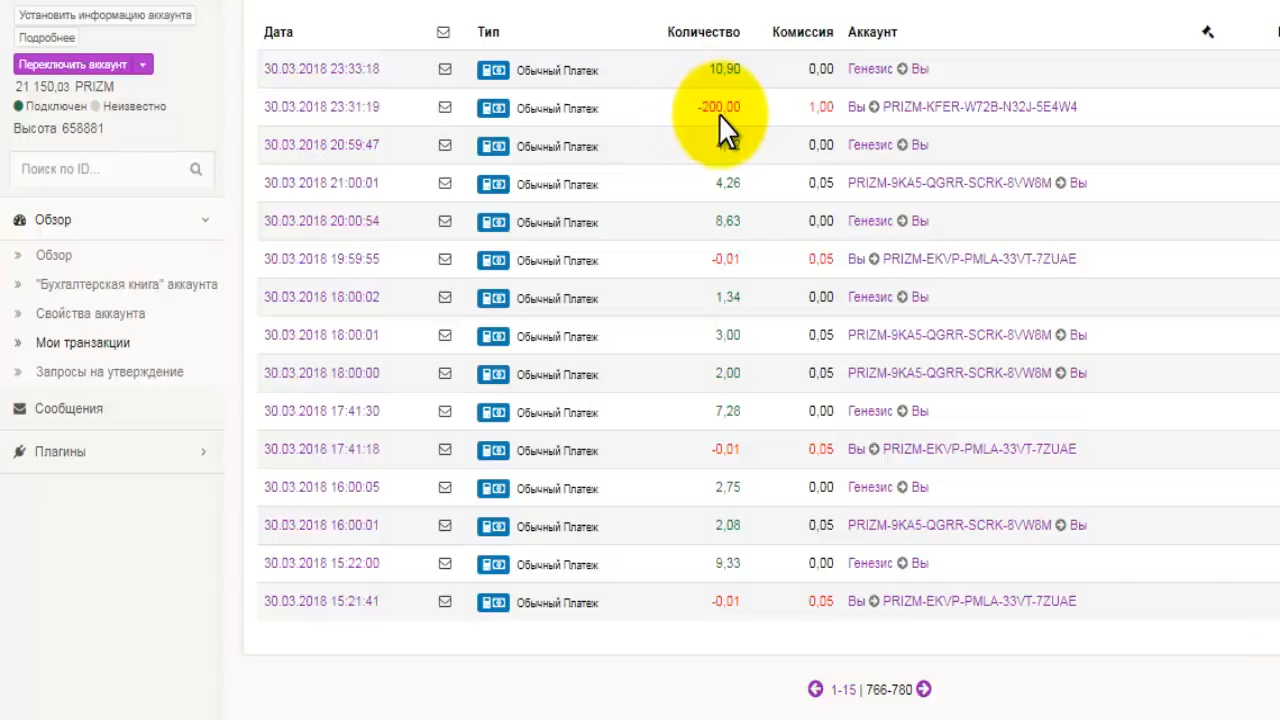 Установить информацию аккаунта
Подробнее
Переключить аккаунт
21 150,03 PRIZM
Подключен Неизвестно
Высота 658881
Поиск по ID...
Обзор
Обзор
"Бухгалтерская книга" аккаунта
Свойства аккаунта
Мои транзакции
Запросы на утверждение
Сообщения
Плагины
Дата Тип Количество Комиссия Аккаунт
30.03.2018 23:33:18 Обычный Платеж 10,90 0,00 Генезис Вы
30.03.2018 23:31:19 Обычный Платеж -200,00 1,00 Вы PRIZM-KFER-W72B-N32J-5E4W4
30.03.2018 20:59:47 Обычный Платеж 0,00 Генезис Вы
30.03.2018 21:00:01 Обычный Платеж 4,26 0,05 PRIZM-9KA5-QGRR-SCRK-8VW8M Вы
30.03.2018 20:00:54 Обычный Платеж 8,63 0,00 Генезис Вы
30.03.2018 19:59:55 Обычный Платеж -0,01 0,05 Вы PRIZM-EKVP-PMLA-33VT-7ZUAE
30.03.2018 18:00:02 Обычный Платеж 1,34 0,00 Генезис Вы
30.03.2018 18:00:01 Обычный Платеж 3,00 0,05 PRIZM-9KA5-QGRR-SCRK-8VW8M Вы
30.03.2018 18:00:00 Обычный Платеж 2,00 0,05 PRIZM-9KA5-QGRR-SCRK-8VW8M Вы
30.03.2018 17:41:30 Обычный Платеж 7,28 0,00 Генезис Вы
30.03.2018 17:41:18 Обычный Платеж -0,01 0,05 Вы PRIZM-EKVP-PMLA-33VT-7ZUAE
30.03.2018 16:00:05 Обычный Платеж 2,75 0,00 Генезис Вы
30.03.2018 16:00:01 Обычный Платеж 2,08 0,05 PRIZM-9KA5-QGRR-SCRK-8VW8M Вы
30.03.2018 15:22:00 Обычный Платеж 9,33 0,00 Генезис Вы
30.03.2018 15:21:41 Обычный Платеж -0,01 0,05 Вы PRIZM-EKVP-PMLA-33VT-7ZUAE
1-15 | 766-780